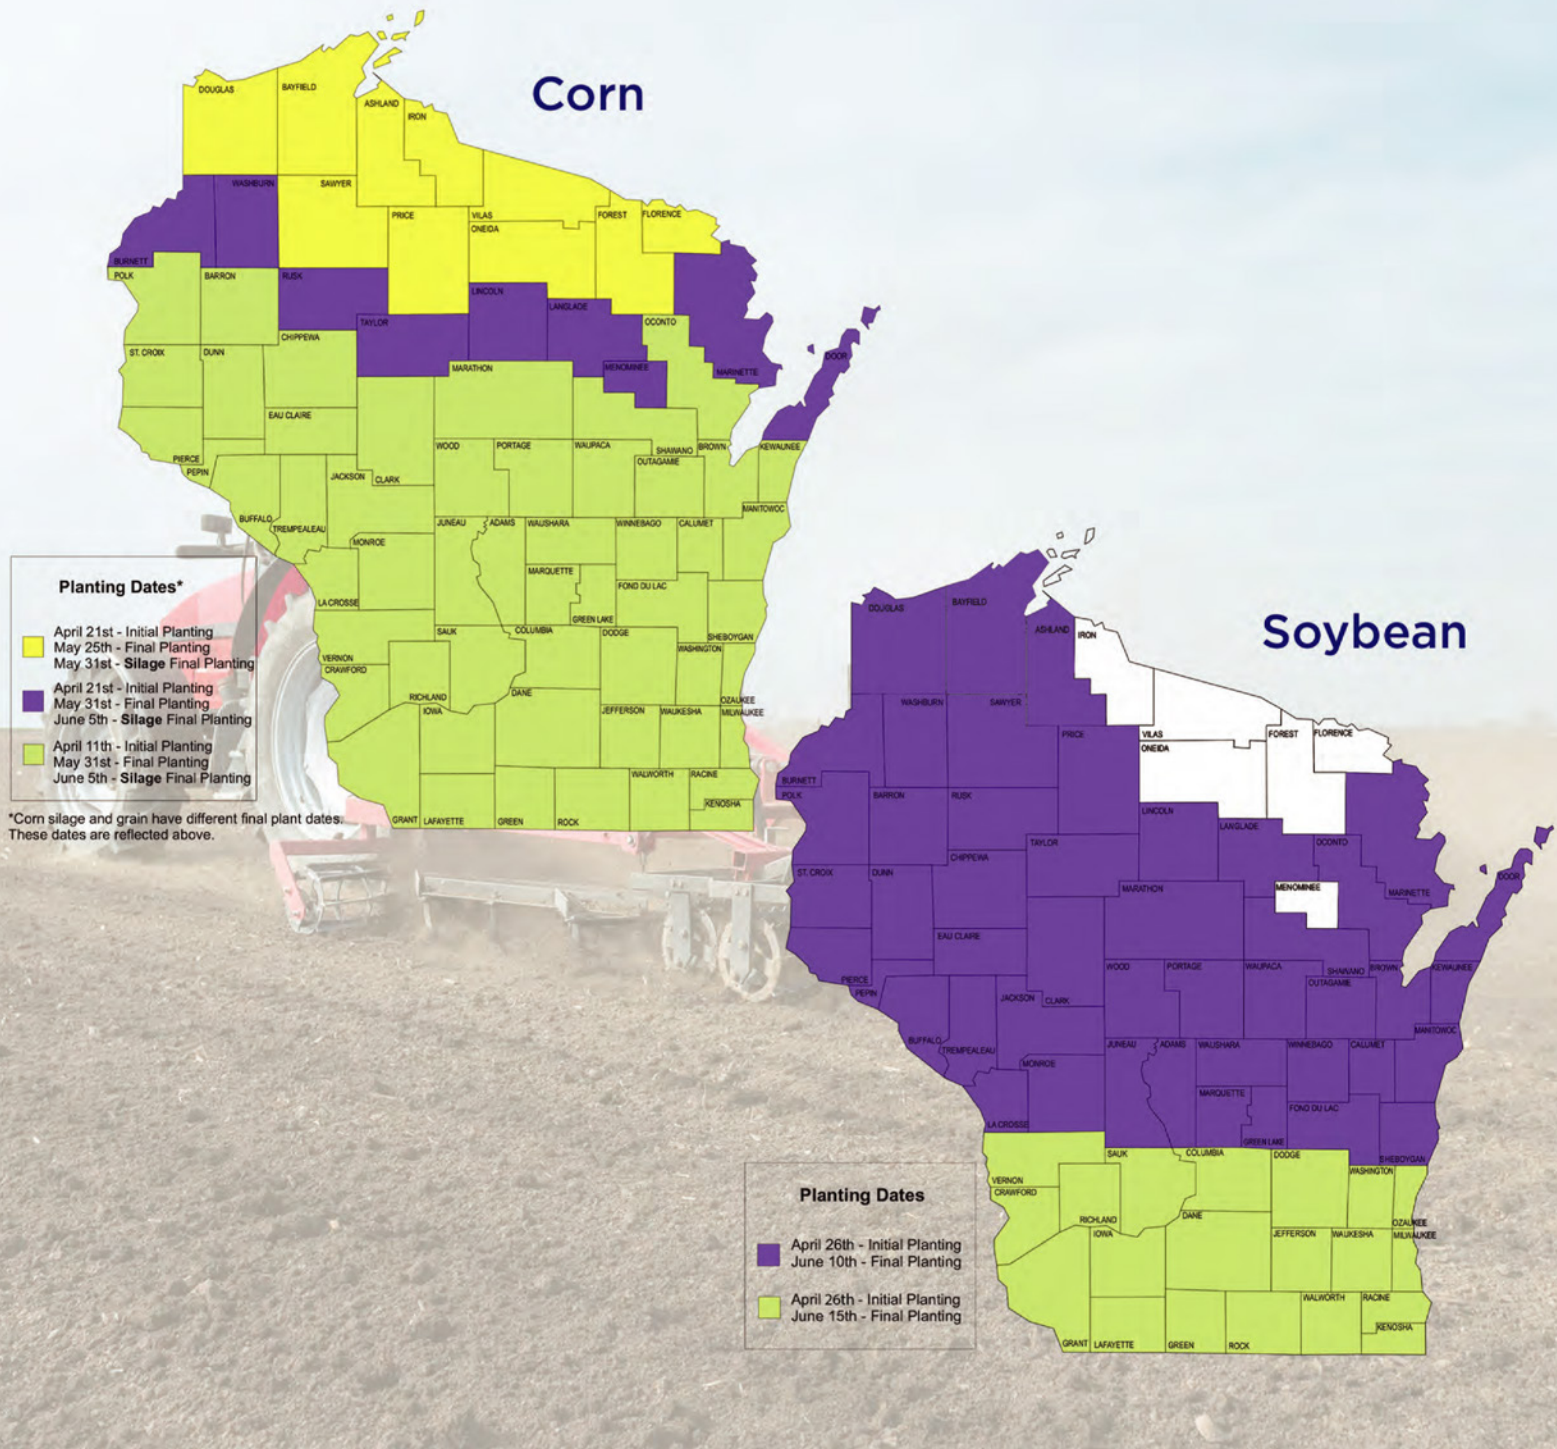 Corn
DOUGLAS
BAYFIELD
ASHLAND
IRON
WASHBURN
SAWYER
PRICE
VILAS
ONEIDA
FOREST
FLORENCE
BURNETT
POLK
BARRON
RUSK
LINCOLN
LANGLADE
TAYLOR
OCONTO
CHIPPEWA
ST. CROIX
DUNN
MARATHON
MENOMINEE
MARINETTE
DOOR
EAU CLAIRE
PIERCE
PEPIN
WOOD
PORTAGE
WAUPACA
SHAWANO
BROWN
KEWAUNEE
OUTAGAMIE
JACKSON
CLARK
MANITOWOC
BUFFALO
TREMPEALEAU
JUNEAU
ADAMS
WAUSHARA
WINNEBAGO
CALUMET
MONROE
MARQUETTE
FOND DU LAC
LA CROSSE
GREEN LAKE
SAUK
COLUMBIA
DODGE
SHEBOYGAN
WASHINGTON
VERNON
CRAWFORD
RICHLAND
DANE
OZAUKEE
IOWA
JEFFERSON
WAUKESHA
MILWAUKEE
WALWORTH
RACINE
KENOSHA
GRANT
LAFAYETTE
GREEN
ROCK
Planting Dates*
April 21st - Initial Planting
May 25th - Final Planting
May 31st - Silage Final Planting
April 21st - Initial Planting
May 31st - Final Planting
June 5th - Silage Final Planting
April 11th - Initial Planting
May 31st - Final Planting
June 5th - Silage Final Planting
*Corn silage and grain have different final plant dates.
These dates are reflected above.
Soybean
DOUGLAS
BAYFIELD
ASHLAND
IRON
WASHBURN
SAWYER
PRICE
VILAS
ONEIDA
FOREST
FLORENCE
BURNETT
POLK
BARRON
RUSK
LINCOLN
LANGLADE
TAYLOR
OCONTO
CHIPPEWA
ST. CROIX
DUNN
MARATHON
MENOMINEE
MARINETTE
DOOR
EAU CLAIRE
PIERCE
PEPIN
WOOD
PORTAGE
WAUPACA
SHAWANO
BROWN
KEWAUNEE
OUTAGAMIE
JACKSON
CLARK
MANITOWOC
BUFFALO
TREMPEALEAU
JUNEAU
ADAMS
WAUSHARA
WINNEBAGO
CALUMET
MONROE
MARQUETTE
FOND DU LAC
LA CROSSE
GREEN LAKE
SAUK
COLUMBIA
DODGE
SHEBOYGAN
WASHINGTON
VERNON
CRAWFORD
RICHLAND
DANE
OZAUKEE
IOWA
JEFFERSON
WAUKESHA
MILWAUKEE
WALWORTH
RACINE
KENOSHA
GRANT
LAFAYETTE
GREEN
ROCK
Planting Dates
April 26th - Initial Planting
June 10th - Final Planting
April 26th - Initial Planting
June 15th - Final Planting